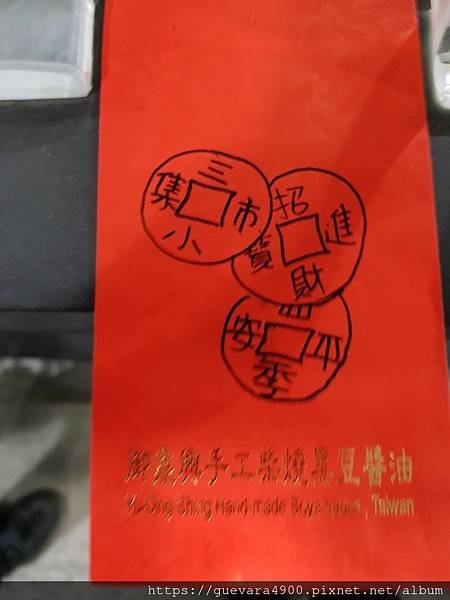 三小市集
招財進寶
四季平安
御鼎興手工柴燒黑豆醬油
Yu-Ding-Shing Hand-made Soya sauce , Taiwan
https://guevara4900.pixnet.net/album